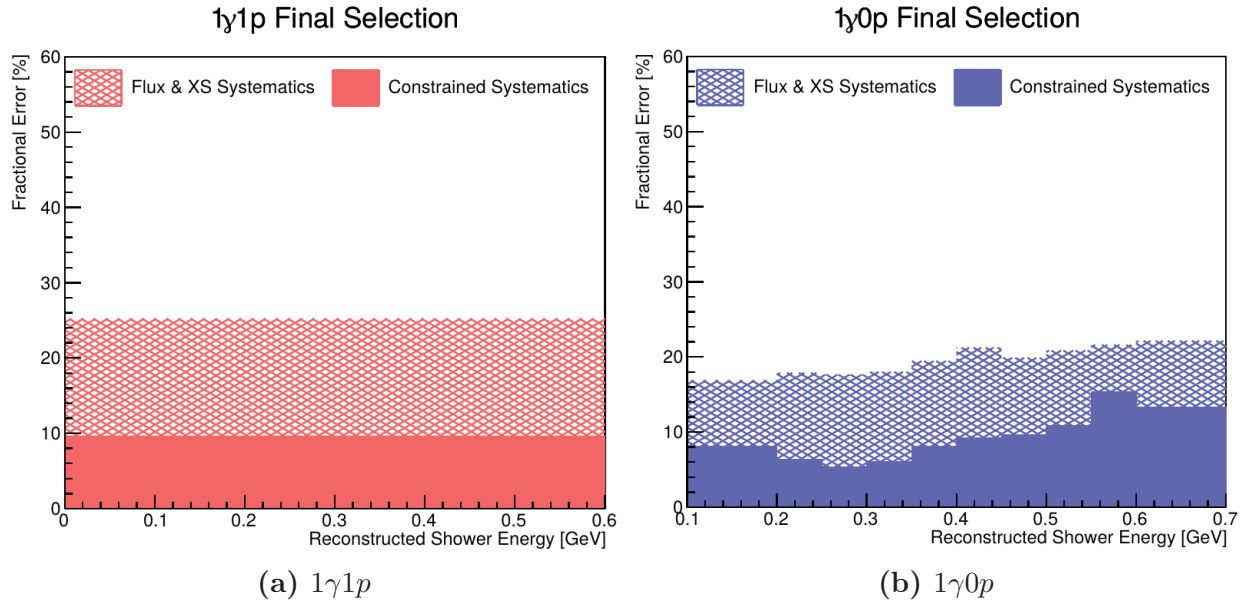 1γ1p Final Selection
Fractional Error [%]
60
50
40
30
20
10
0
Flux & XS Systematics
Constrained Systematics
0 0.1 0.2 0.3 0.4 0.5 0.6
Reconstructed Shower Energy [GeV]
(a) 1γ1p
1γ0p Final Selection
Fractional Error [%]
60
50
40
30
20
10
0
Flux & XS Systematics
Constrained Systematics
0.1 0.2 0.3 0.4 0.5 0.6 0.7
Reconstructed Shower Energy [GeV]
(b) 1γ0p